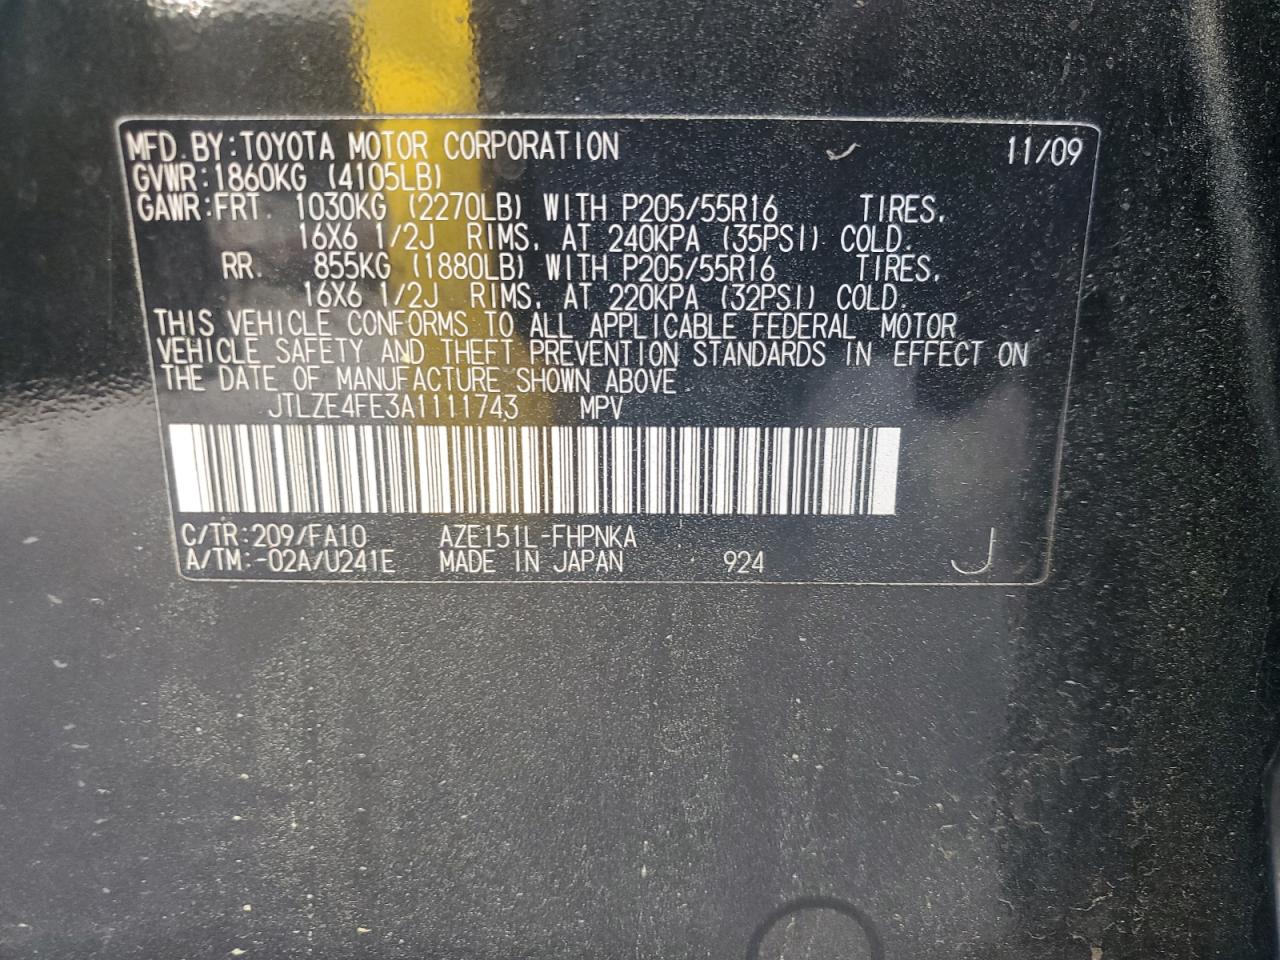 MFD. BY:TOYOTA MOTOR CORPORATION 11/09
GVWR:1860KG (4105LB)
GAWR:FRT. 1030KG (2270LB) WITH P205/55R16 TIRES,
16X6 1/2J RIMS, AT 240KPA (35PSI) COLD.
RR. 855KG (1880LB) WITH P205/55R16 TIRES,
16X6 1/2J RIMS, AT 220KPA (32PSI) COLD.
THIS VEHICLE CONFORMS TO ALL APPLICABLE FEDERAL MOTOR
VEHICLE SAFETY AND THEFT PREVENTION STANDARDS IN EFFECT ON
THE DATE OF MANUFACTURE SHOWN ABOVE.
JTLZE4FE3A1111743 MPV
C/TR:209/FA10 AZE151L-FHPNKA
A/TM:-02A/U241E MADE IN JAPAN 924 J